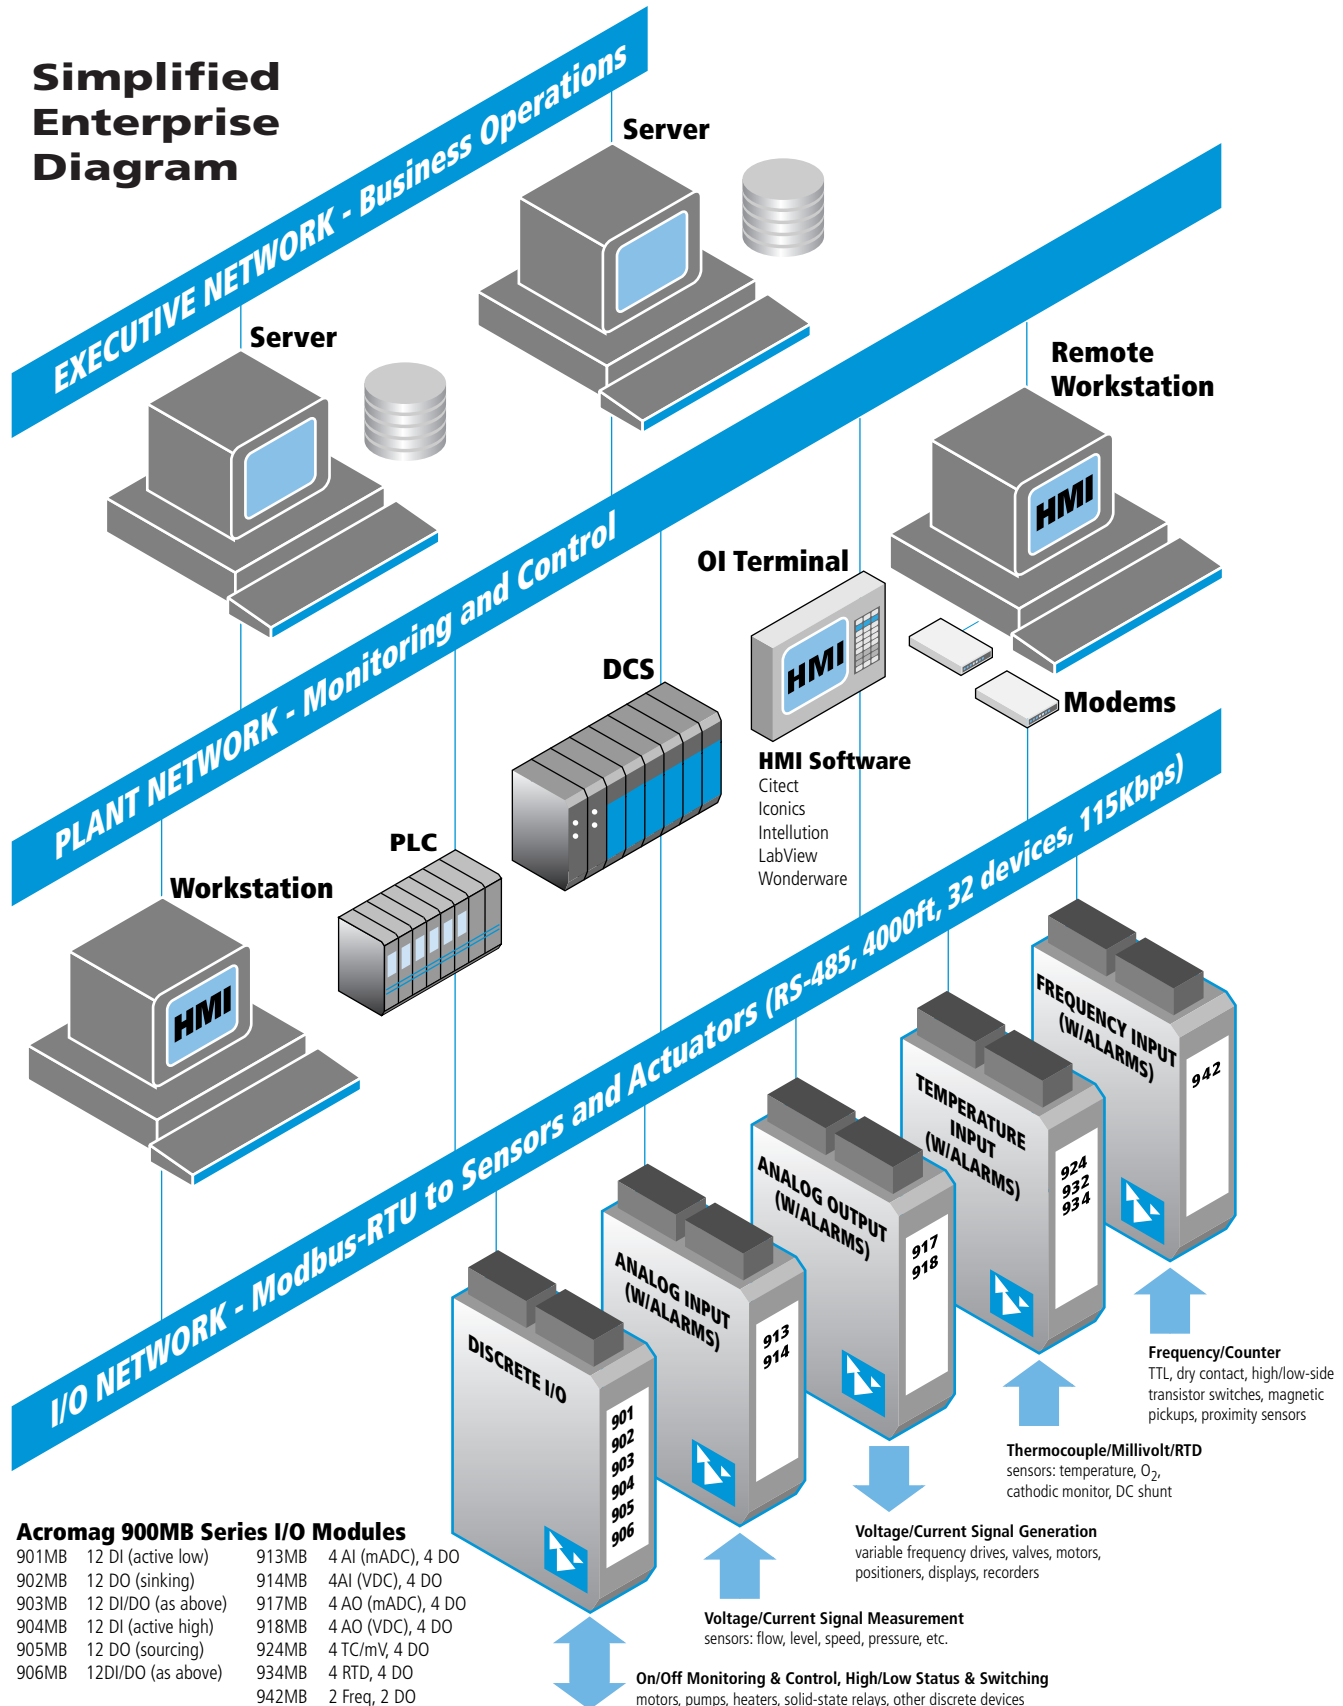 Simplified
Enterprise
Diagram
EXECUTIVE NETWORK - Business Operations
Server
Server
Remote
Workstation
HMI
PLANT NETWORK - Monitoring and Control
OI Terminal
HMI
DCS
Modems
HMI Software
Citect
Iconics
Intellution
LabView
Wonderware
PLC
Workstation
HMI
I/O NETWORK - Modbus-RTU to Sensors and Actuators (RS-485, 4000ft, 32 devices, 115Kbps)
FREQUENCY INPUT
(W/ALARMS)
942
TEMPERATURE
INPUT
(W/ALARMS)
924
932
934
ANALOG OUTPUT
(W/ALARMS)
917
918
ANALOG INPUT
(W/ALARMS)
913
914
DISCRETE I/O
901
902
903
904
905
906
Frequency/Counter
TTL, dry contact, high/low-side
transistor switches, magnetic
pickups, proximity sensors
Thermocouple/Millivolt/RTD
sensors: temperature, O2,
cathodic monitor, DC shunt
Voltage/Current Signal Generation
variable frequency drives, valves, motors,
positioners, displays, recorders
Voltage/Current Signal Measurement
sensors: flow, level, speed, pressure, etc.
On/Off Monitoring & Control, High/Low Status & Switching
motors, pumps, heaters, solid-state relays, other discrete devices
Acromag 900MB Series I/O Modules
901MB 12 DI (active low)
902MB 12 DO (sinking)
903MB 12 DI/DO (as above)
904MB 12 DI (active high)
905MB 12 DO (sourcing)
906MB 12DI/DO (as above)
913MB 4 AI (mADC), 4 DO
914MB 4AI (VDC), 4 DO
917MB 4 AO (mADC), 4 DO
918MB 4 AO (VDC), 4 DO
924MB 4 TC/mV, 4 DO
934MB 4 RTD, 4 DO
942MB 2 Freq, 2 DO